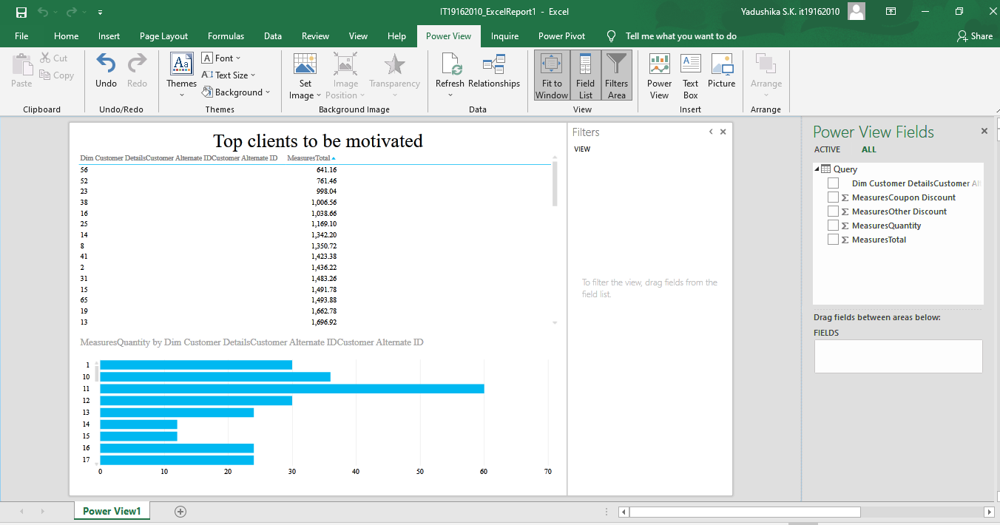 IT19162010_ExcelReport1 - Excel
Yadushika S.K. it19162010
File Home Insert Page Layout Formulas Data Review View Help Power View Inquire Power Pivot Tell me what you want to do Share
Paste
Cut
Copy
Clipboard
Undo Redo
Undo/Redo
Themes
Font
Text Size
Background
Themes
Set Image
Image Position
Transparency
Background Image
Refresh Relationships
Data
Fit to Window
Field List
Filters Area
View
Power View
Text Box
Picture
Insert
Arrange
Arrange
Top clients to be motivated
Dim Customer DetailsCustomer Alternate IDCustomer Alternate ID MeasuresTotal
56 641.16
52 761.46
23 998.04
38 1,006.56
16 1,038.66
25 1,169.10
14 1,342.20
8 1,350.72
41 1,423.38
2 1,436.22
31 1,483.26
15 1,491.78
65 1,493.88
19 1,662.78
13 1,696.92
MeasuresQuantity by Dim Customer DetailsCustomer Alternate IDCustomer Alternate ID
1
10
11
12
13
14
15
16
17
0 10 20 30 40 50 60 70
Filters
VIEW
To filter the view, drag fields from the
field list.
Power View Fields
ACTIVE ALL
Query
Dim Customer DetailsCustomer Al
MeasuresCoupon Discount
MeasuresOther Discount
MeasuresQuantity
MeasuresTotal
Drag fields between areas below:
FIELDS
Power View1